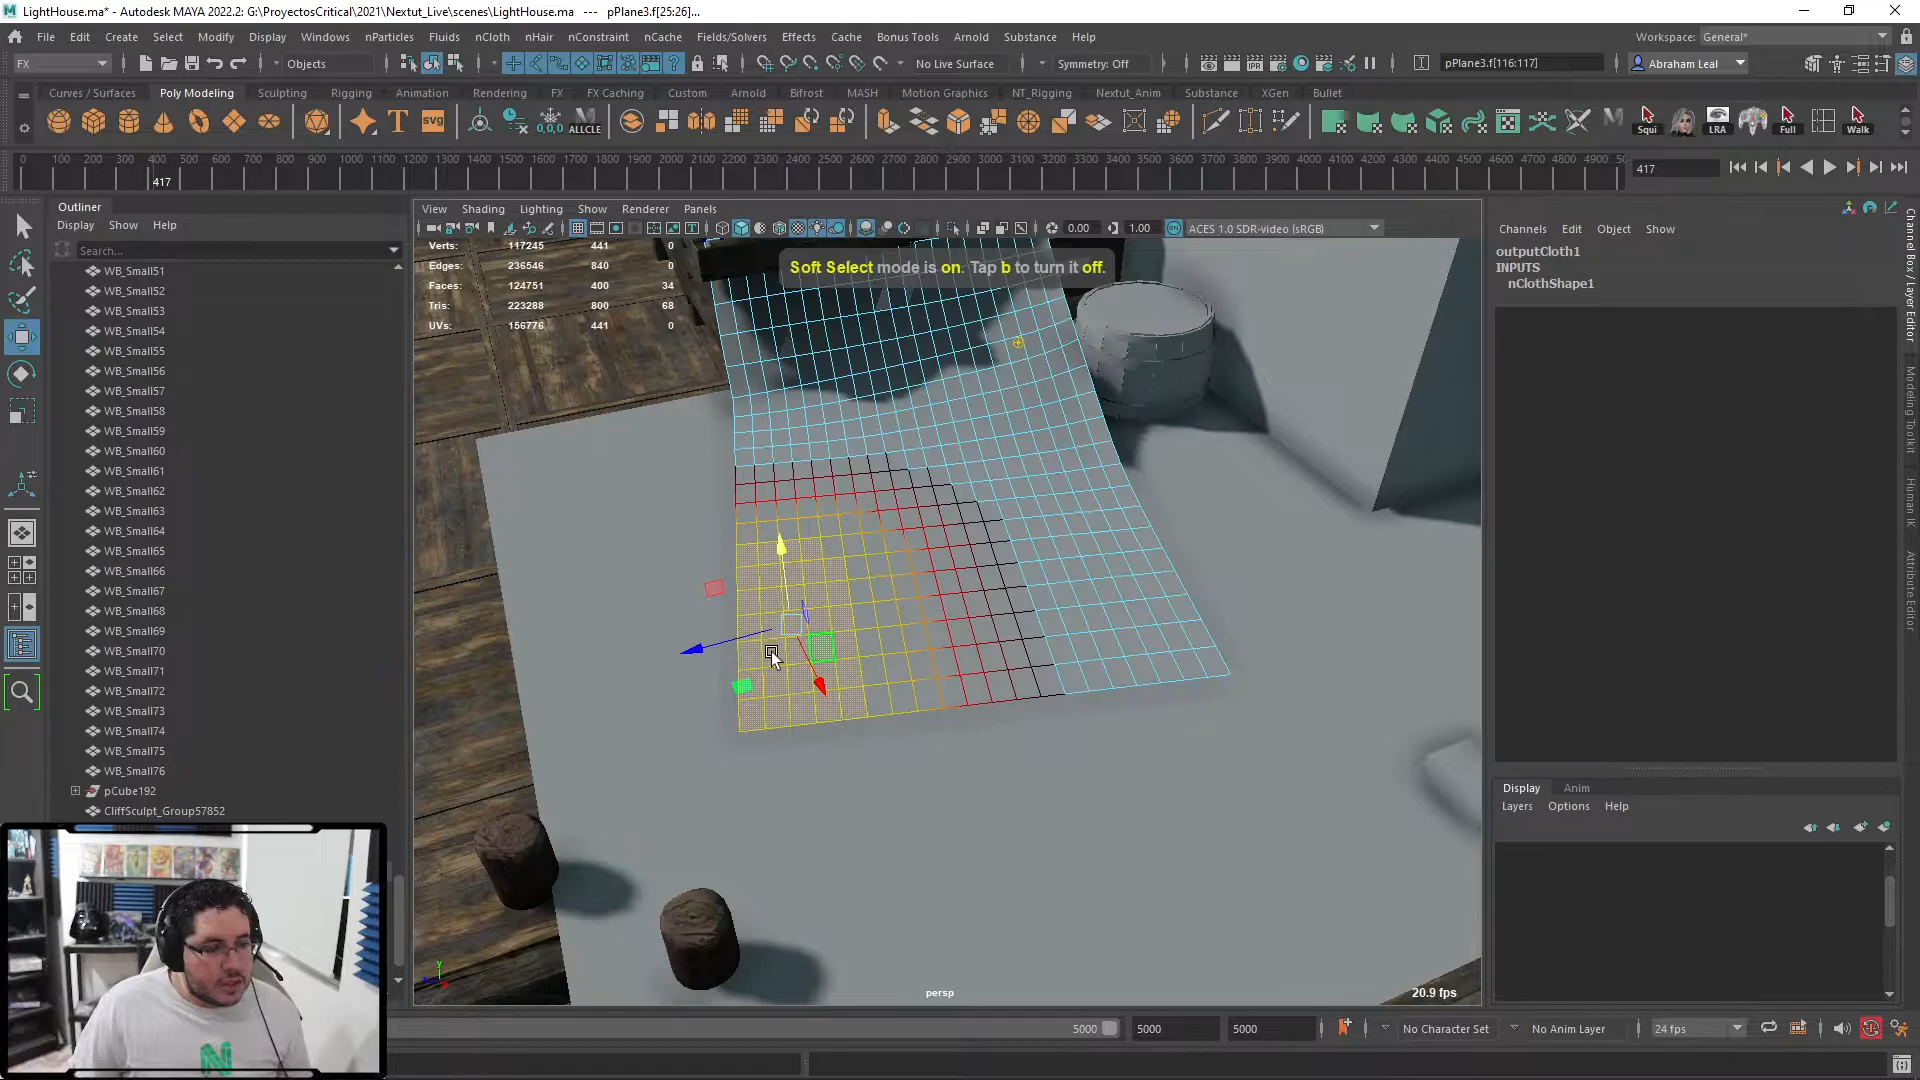 LightHouse.ma* - Autodesk MAYA 2022.2: G:\ProyectosCritical\2021\Nextut_Live\scenes\LightHouse.ma --- pPlane3.f[25:26]...
File Edit Create Select Modify Display Windows nParticles Fluids nCloth nHair nConstraint nCache Fields/Solvers Effects Cache Bonus Tools Arnold Substance Help
Workspace: General*
FX Objects No Live Surface Symmetry: Off pPlane3.f[116:117] Abraham Leal
Curves / Surfaces Poly Modeling Sculpting Rigging Animation Rendering FX FX Caching Custom Arnold Bifrost MASH Motion Graphics NT_Rigging Nextut_Anim Substance XGen Bullet
T svg 0,0,0 ALLCLE Squi LRA Full Walk
0 100 200 300 400 500 600 700 800 900 1000 1100 1200 1300 1400 1500 1600 1700 1800 1900 2000 2100 2200 2300 2400 2500 2600 2700 2800 2900 3000 3100 3200 3300 3400 3500 3600 3700 3800 3900 4000 4100 4200 4300 4400 4500 4600 4700 4800 4900 50
417 417
Outliner
Display Show Help
Search...
WB_Small51
WB_Small52
WB_Small53
WB_Small54
WB_Small55
WB_Small56
WB_Small57
WB_Small58
WB_Small59
WB_Small60
WB_Small61
WB_Small62
WB_Small63
WB_Small64
WB_Small65
WB_Small66
WB_Small67
WB_Small68
WB_Small69
WB_Small70
WB_Small71
WB_Small72
WB_Small73
WB_Small74
WB_Small75
WB_Small76
pCube192
CliffSculpt_Group57852
View Shading Lighting Show Renderer Panels
0.00 1.00 ACES 1.0 SDR-video (sRGB)
Verts: 117245 441 0
Edges: 236546 840 0
Faces: 124751 400 34
Tris: 223288 800 68
UVs: 156776 441 0
Soft Select mode is on. Tap b to turn it off.
persp
20.9 fps
Channels Edit Object Show
outputCloth1
INPUTS
nClothShape1
Channel Box / Layer Editor
Modeling Toolkit
Human IK
Attribute Editor
Display Anim
Layers Options Help
5000 5000 5000 No Character Set No Anim Layer 24 fps